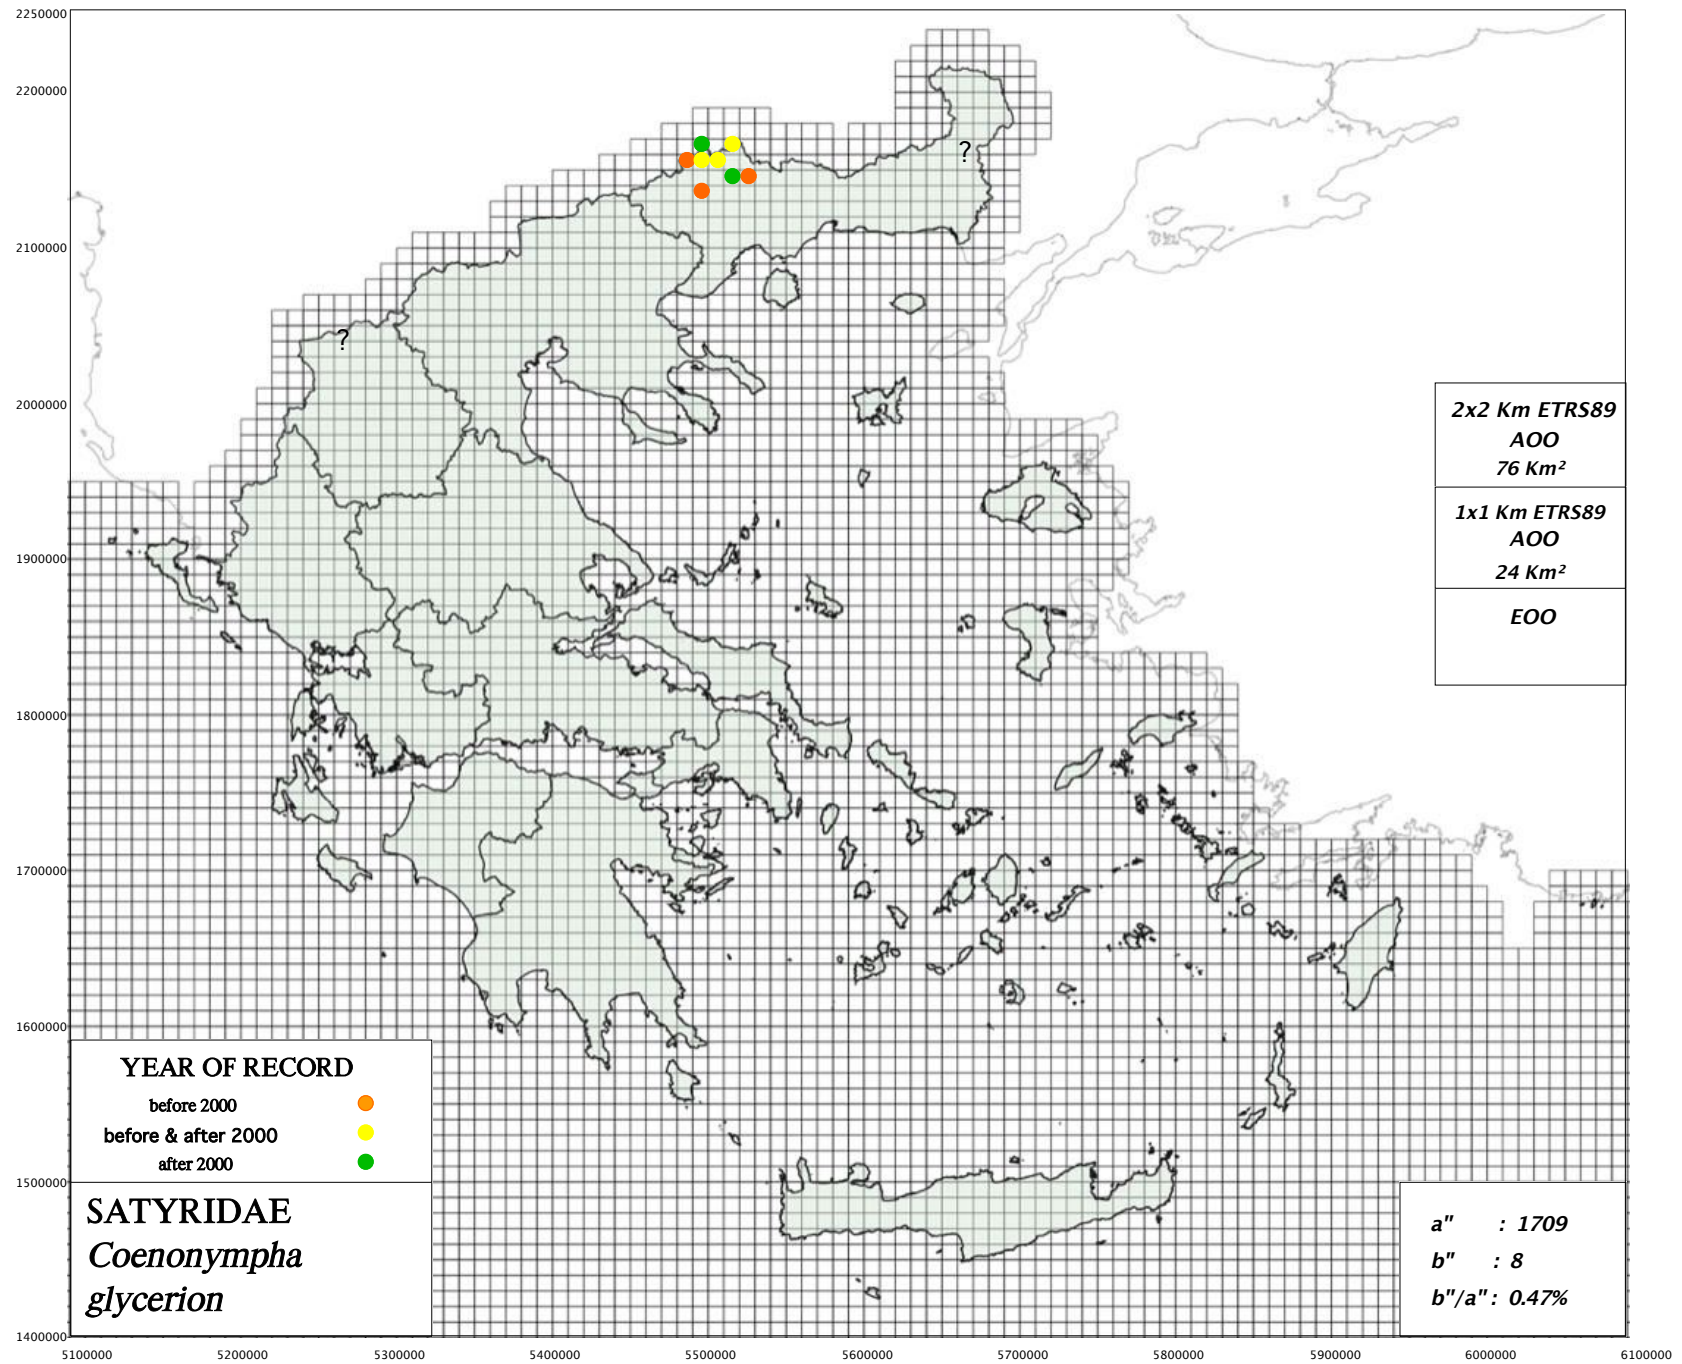 2250000
2200000
2100000
2000000
1900000
1800000
1700000
1600000
1500000
1400000
?
?
2x2 Km ETRS89
AOO
76 Km²
1x1 Km ETRS89
AOO
24 Km²
EOO
YEAR OF RECORD
before 2000
before & after 2000
after 2000
SATYRIDAE
Coenonympha
glycerion
a" : 1709
b" : 8
b"/a" : 0.47%
5100000 5200000 5300000 5400000 5500000 5600000 5700000 5800000 5900000 6000000 6100000